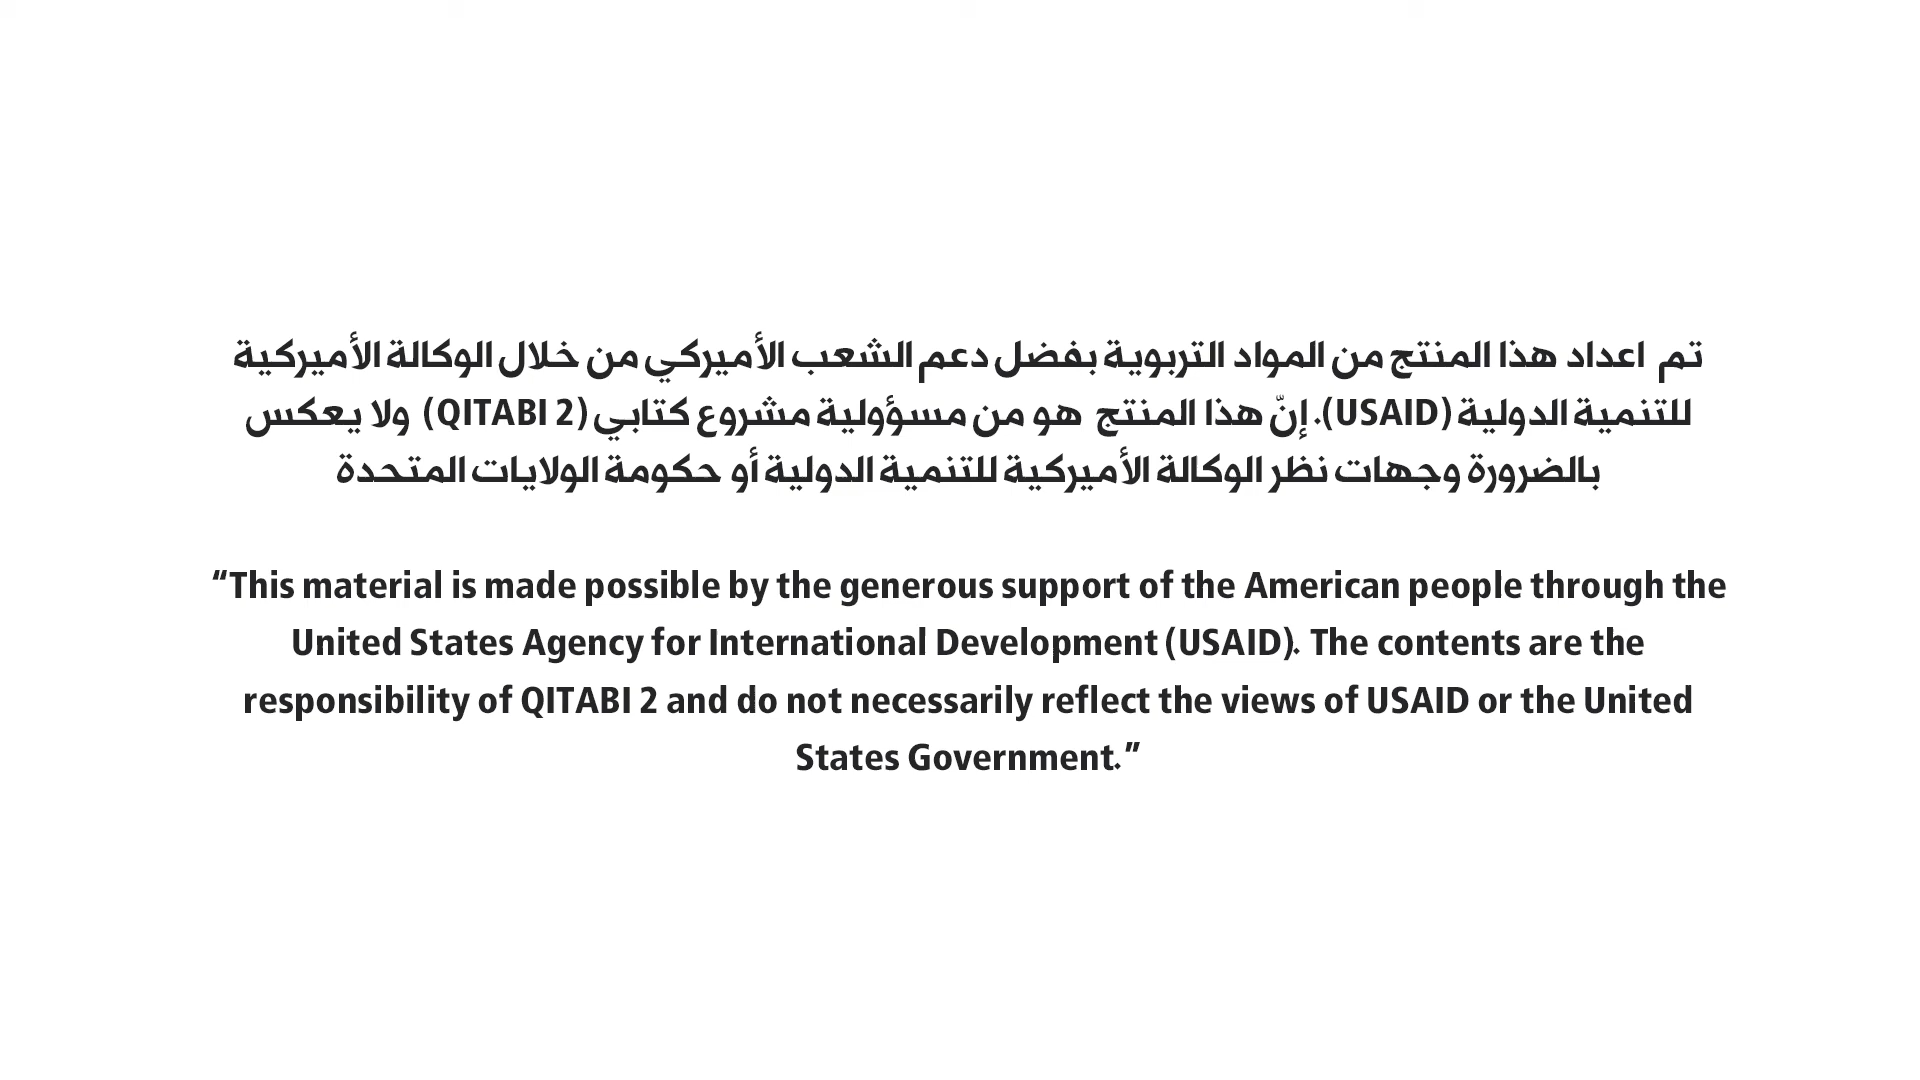 تم اعداد هذا المنتج من المواد التربوية بفضل دعم الشعب الأميركي من خلال الوكالة الأميركية
للتنمية الدولية (USAID). إنّ هذا المنتج هو من مسؤولية مشروع كتابي (QITABI 2) ولا يعكس
بالضرورة وجهات نظر الوكالة الأميركية للتنمية الدولية أو حكومة الولايات المتحدة
“This material is made possible by the generous support of the American people through the
United States Agency for International Development (USAID). The contents are the
responsibility of QITABI 2 and do not necessarily reflect the views of USAID or the United
States Government.”